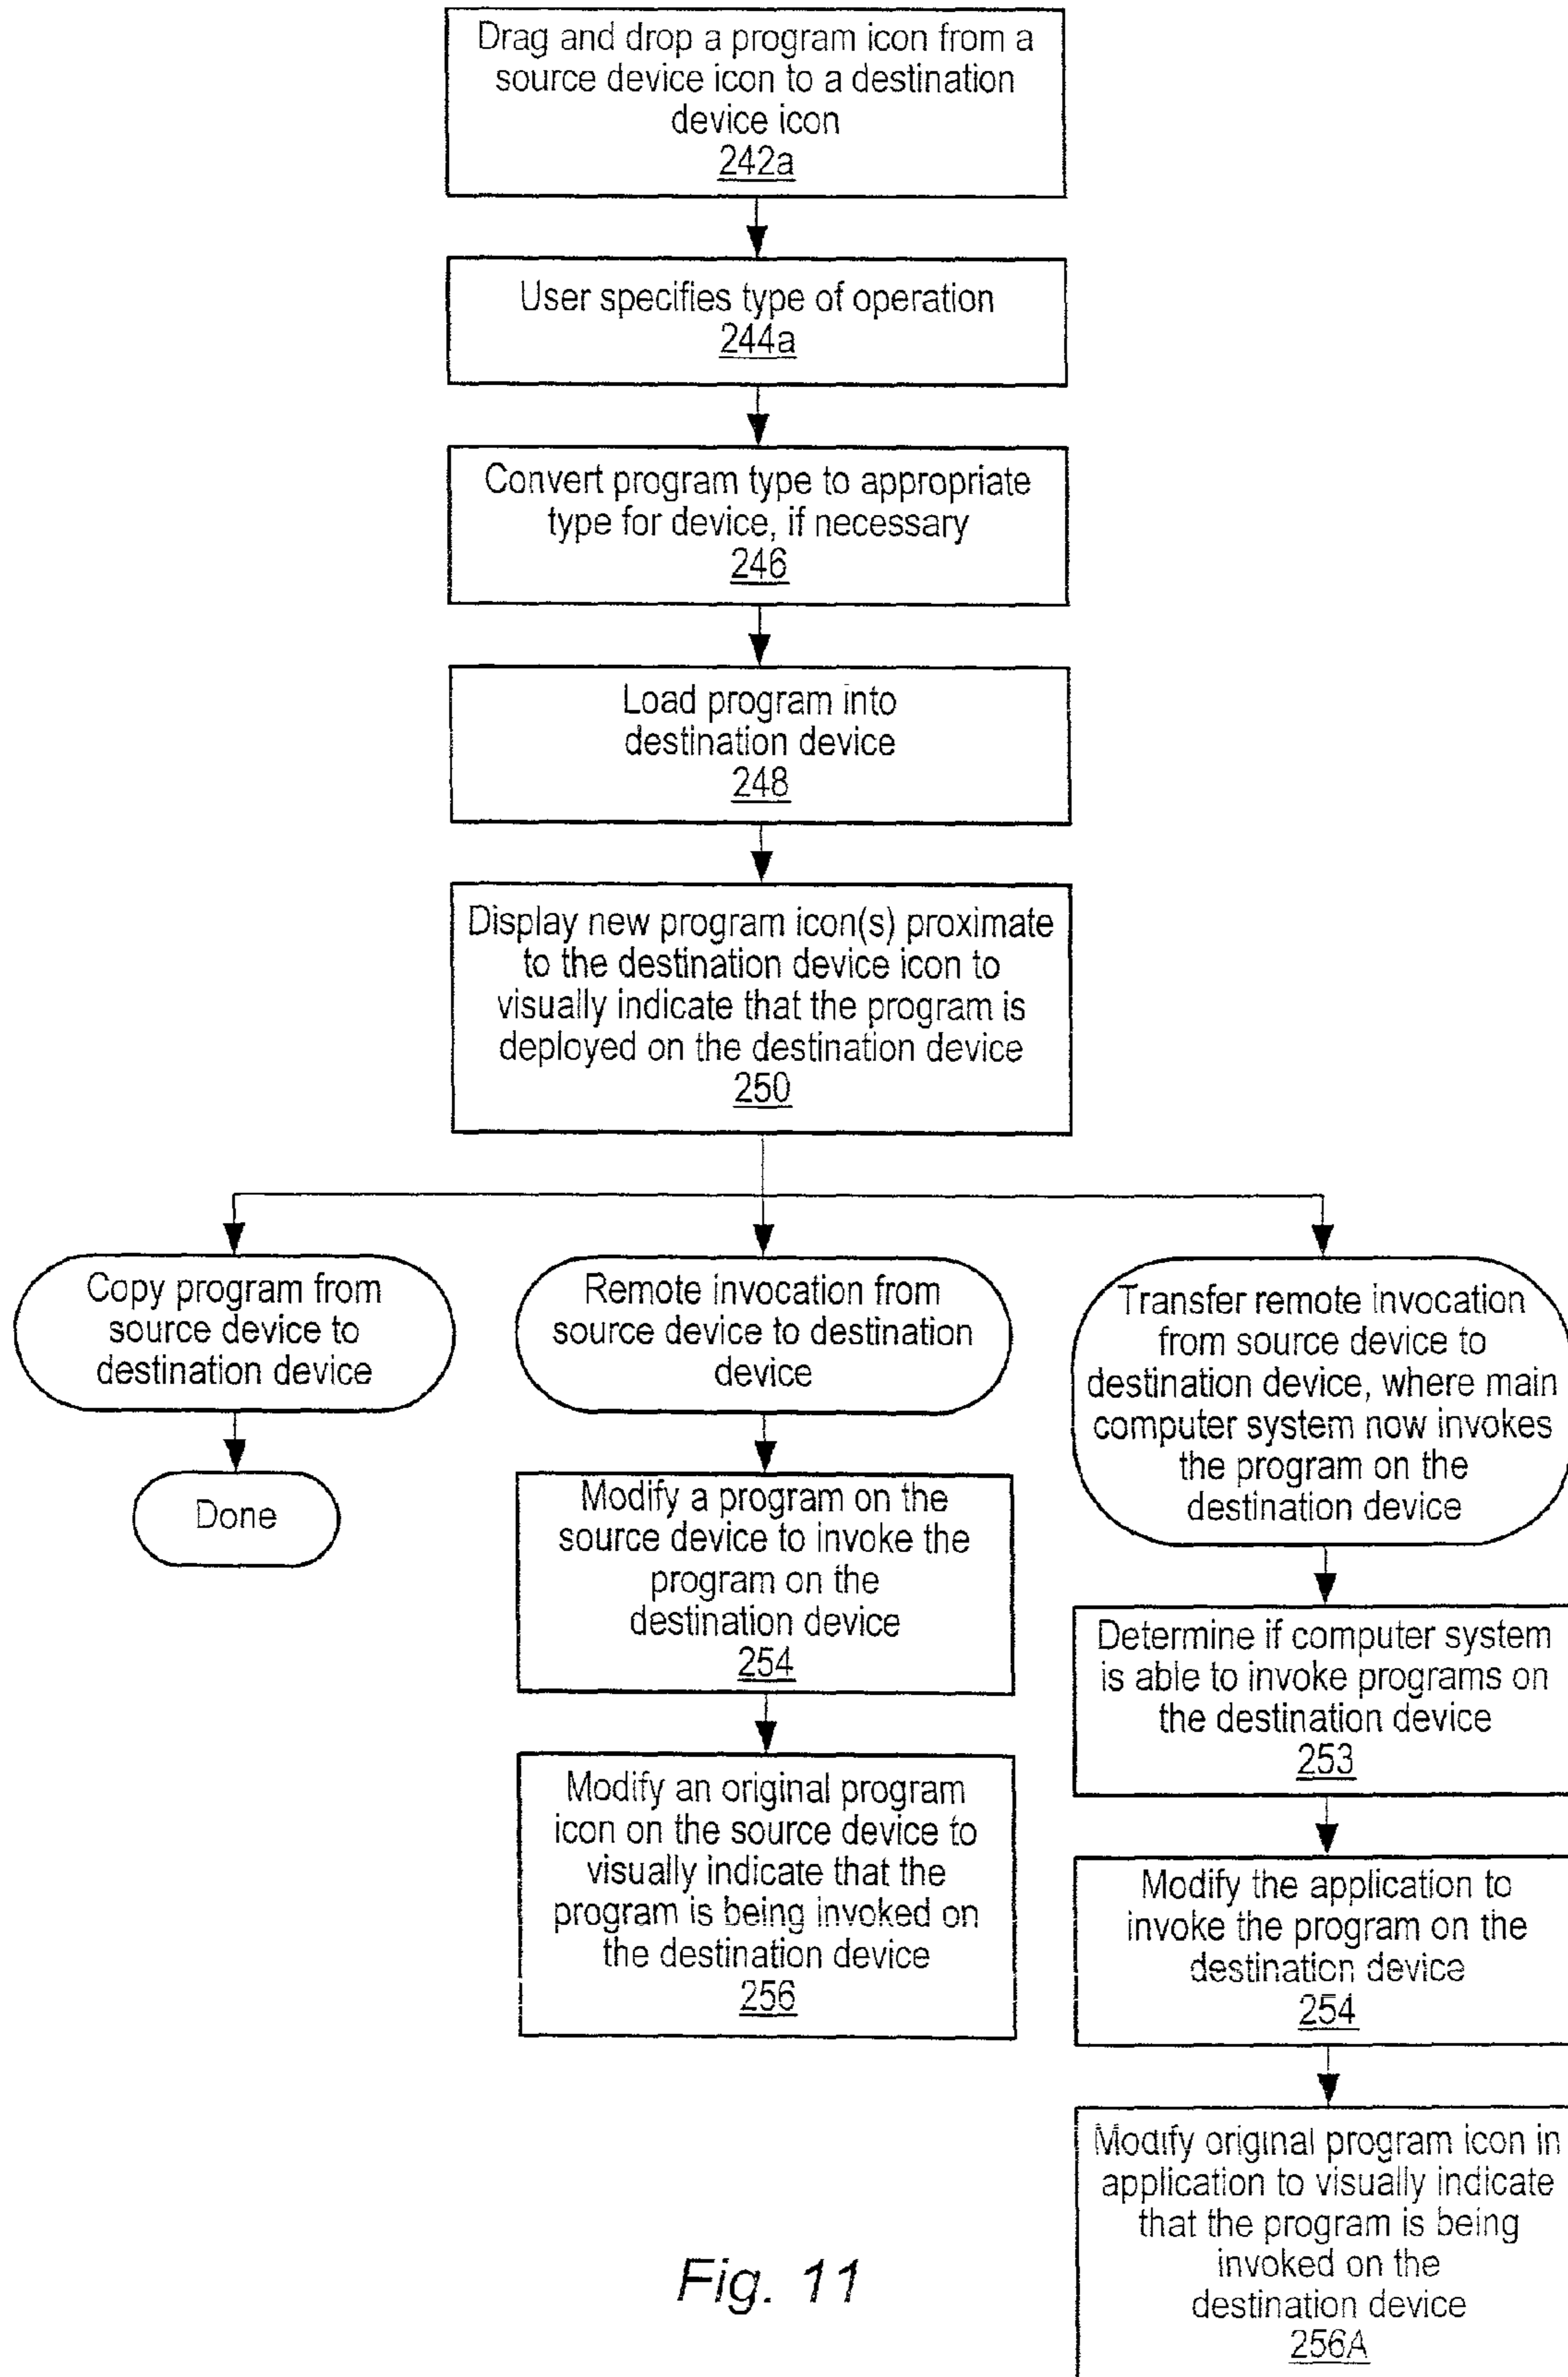 Drag and drop a program icon from a
source device icon to a destination
device icon
242a
User specifies type of operation
244a
Convert program type to appropriate
type for device, if necessary
246
Load program into
destination device
248
Display new program icon(s) proximate
to the destination device icon to
visually indicate that the program is
deployed on the destination device
250
Copy program from
source device to
destination device
Done
Remote invocation from
source device to destination
device
Modify a program on the
source device to invoke the
program on the
destination device
254
Modify an original program
icon on the source device to
visually indicate that the
program is being invoked on
the destination device
256
Transfer remote invocation
from source device to
destination device, where main
computer system now invokes
the program on the
destination device
Determine if computer system
is able to invoke programs on
the destination device
253
Modify the application to
invoke the program on the
destination device
254
Modify original program icon in
application to visually indicate
that the program is being
invoked on the
destination device
256A
Fig. 11